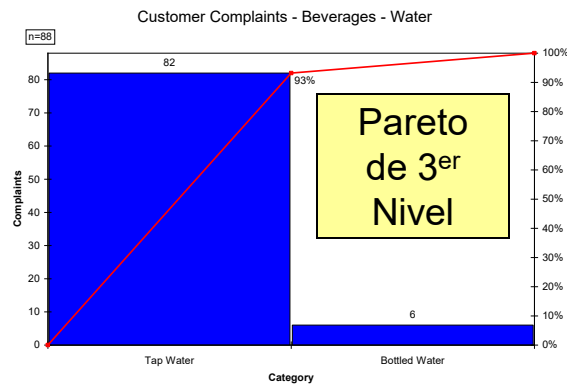 Customer Complaints - Beverages - Water
n=88
82
100%
93%
90%
80%
70%
60%
50%
40%
30%
20%
10%
0%
80
70
60
50
40
30
20
10
0
Complaints
Pareto
de 3er
Nivel
6
Tap Water
Bottled Water
Category